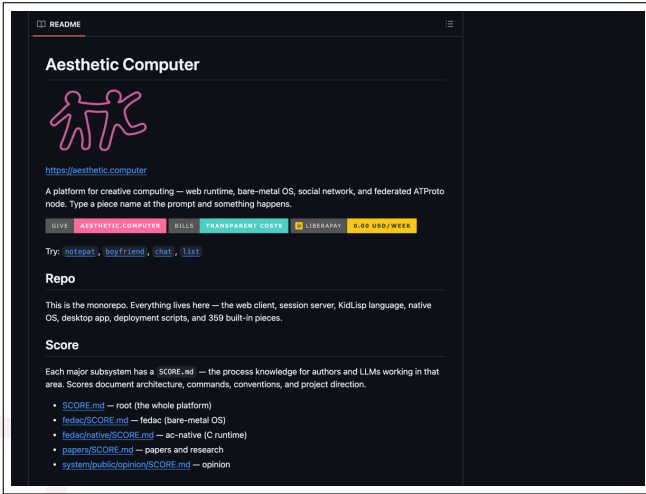 README
Aesthetic Computer
https://aesthetic.computer
A platform for creative computing — web runtime, bare-metal OS, social network, and federated ATProto
node. Type a piece name at the prompt and something happens.
GIVE AESTHETIC.COMPUTER BILLS TRANSPARENT COSTS LIBERAPAY 0.00 USD/WEEK
Try: notepat , boyfriend , chat , list
Repo
This is the monorepo. Everything lives here — the web client, session server, KidLisp language, native
OS, desktop app, deployment scripts, and 359 built-in pieces.
Score
Each major subsystem has a SCORE.md — the process knowledge for authors and LLMs working in that
area. Scores document architecture, commands, conventions, and project direction.
• SCORE.md — root (the whole platform)
• fedac/SCORE.md — fedac (bare-metal OS)
• fedac/native/SCORE.md — ac-native (C runtime)
• papers/SCORE.md — papers and research
• system/public/opinion/SCORE.md — opinion